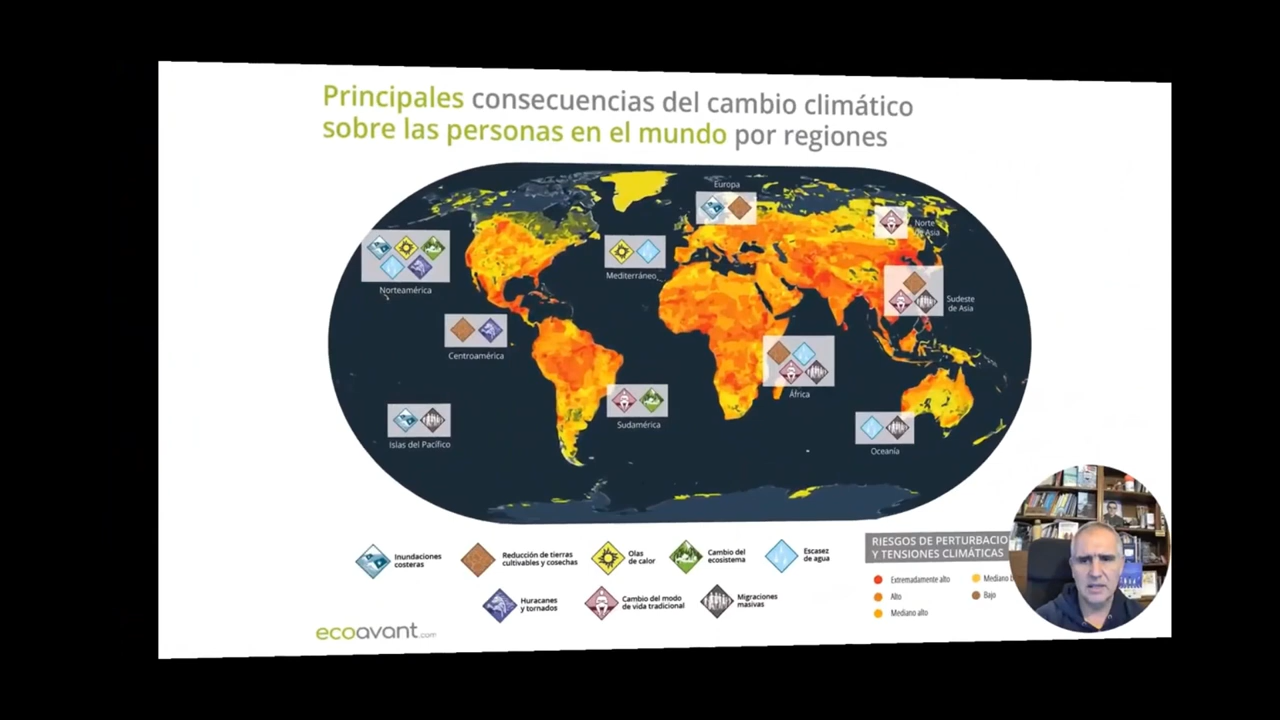 Principales consecuencias del cambio climático
sobre las personas en el mundo por regiones
Europa
Norte
de Asia
Mediterráneo
Norteamérica
Sudeste
de Asia
Centroamérica
África
Sudamérica
Islas del Pacífico
Oceanía
Inundaciones
costeras
Reducción de tierras
cultivables y cosechas
Olas
de calor
Cambio del
ecosistema
Escasez
de agua
Huracanes
y tornados
Cambio del modo
de vida tradicional
Migraciones
masivas
RIESGOS DE PERTURBACIO
Y TENSIONES CLIMÁTICAS
Extremadamente alto
Alto
Mediano alto
Mediano
Bajo
ecoavant.com